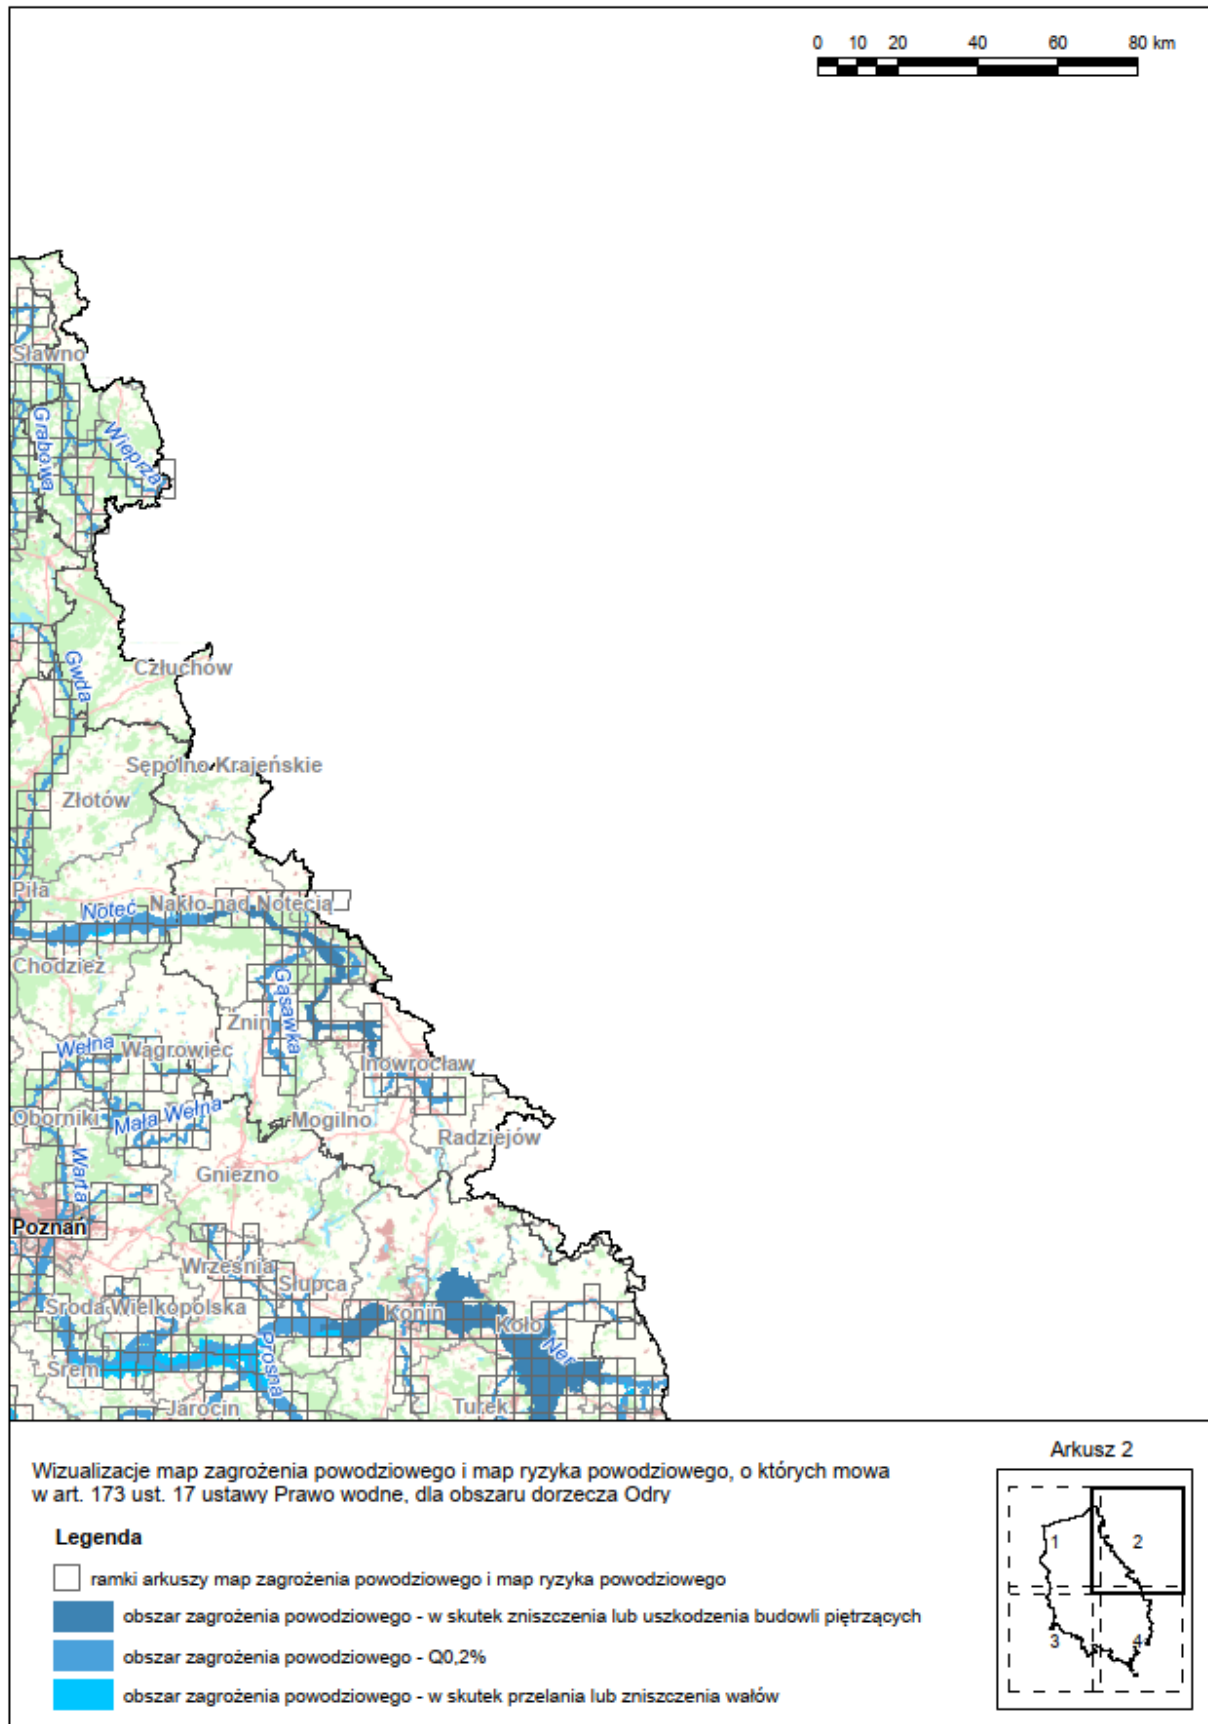 0 10 20 40 60 80 km
Sławno
Grabowa
Wieprza
Gwda
Człuchów
Sępólno Krajeńskie
Złotów
Piła
Noteć
Nakło nad Notecią
Chodzież
Gąsawka
Żnin
Wełna
Wągrowiec
Inowrocław
Oborniki
Mała Wełna
Mogilno
Radziejów
Warta
Gniezno
Poznań
Września
Słupca
Środa Wielkopolska
Konin
Koło
Ner
Prosna
Śrem
Jarocin
Turek
Wizualizacje map zagrożenia powodziowego i map ryzyka powodziowego, o których mowa
w art. 173 ust. 17 ustawy Prawo wodne, dla obszaru dorzecza Odry
Legenda
ramki arkuszy map zagrożenia powodziowego i map ryzyka powodziowego
obszar zagrożenia powodziowego - w skutek zniszczenia lub uszkodzenia budowli piętrzących
obszar zagrożenia powodziowego - Q0,2%
obszar zagrożenia powodziowego - w skutek przelania lub zniszczenia wałów
Arkusz 2
1 2
3 4